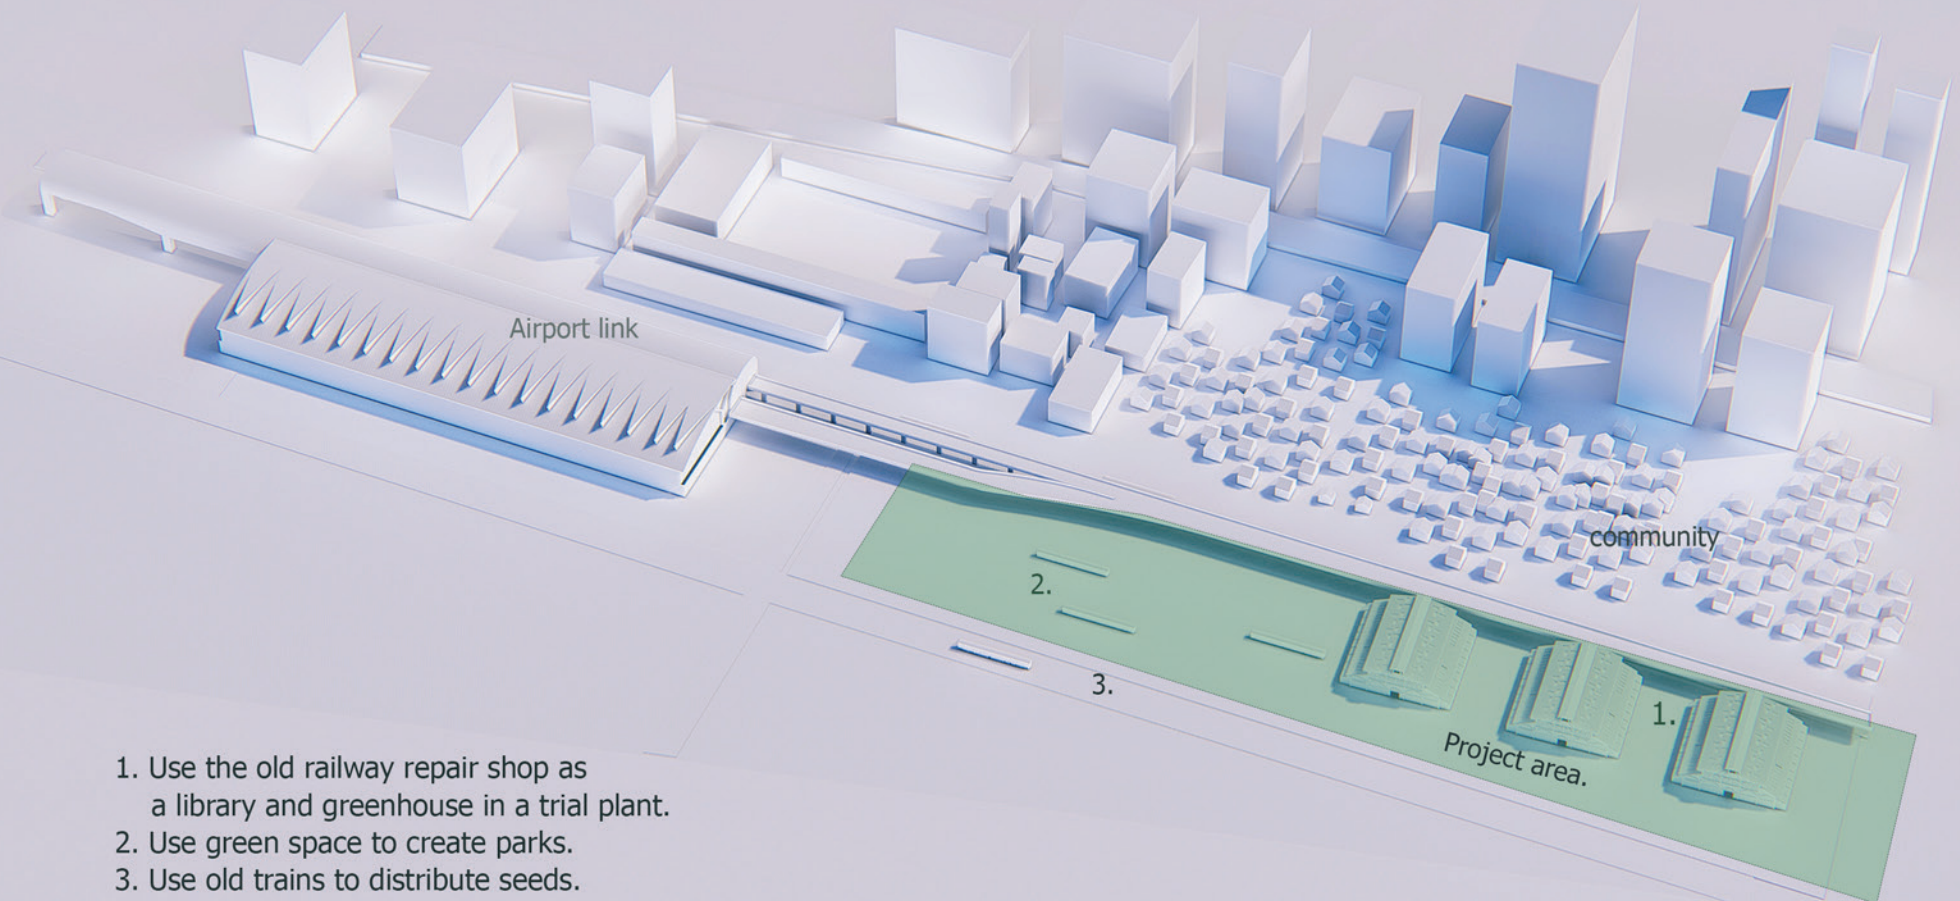 Airport link
community
2.
3.
1.
Project area.
1. Use the old railway repair shop as
a library and greenhouse in a trial plant.
2. Use green space to create parks.
3. Use old trains to distribute seeds.